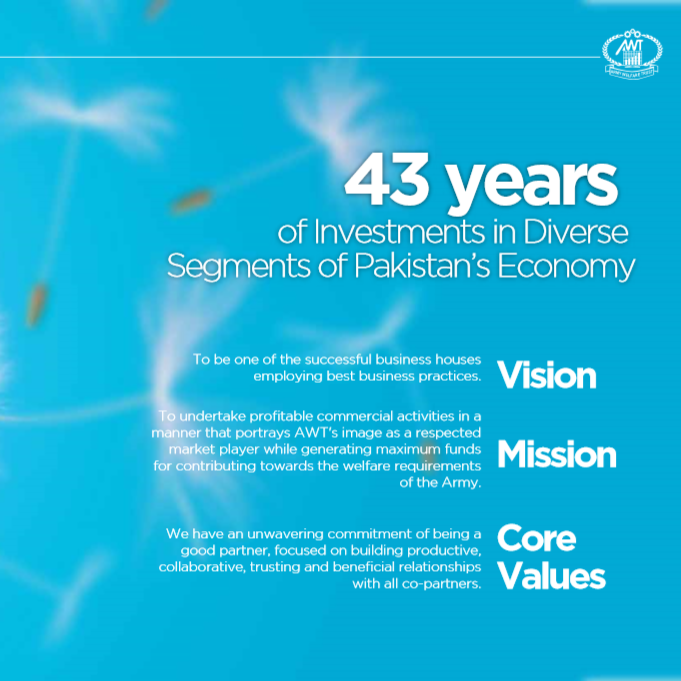 AWT
ARMY WELFARE TRUST
43 years
of Investments in Diverse
Segments of Pakistan's Economy
To be one of the successful business houses
employing best business practices.
Vision
To undertake profitable commercial activities in a
manner that portrays AWT's image as a respected
market player while generating maximum funds
for contributing towards the welfare requirements
of the Army.
Mission
We have an unwavering commitment of being a
good partner, focused on building productive,
collaborative, trusting and beneficial relationships
with all co-partners.
Core
Values